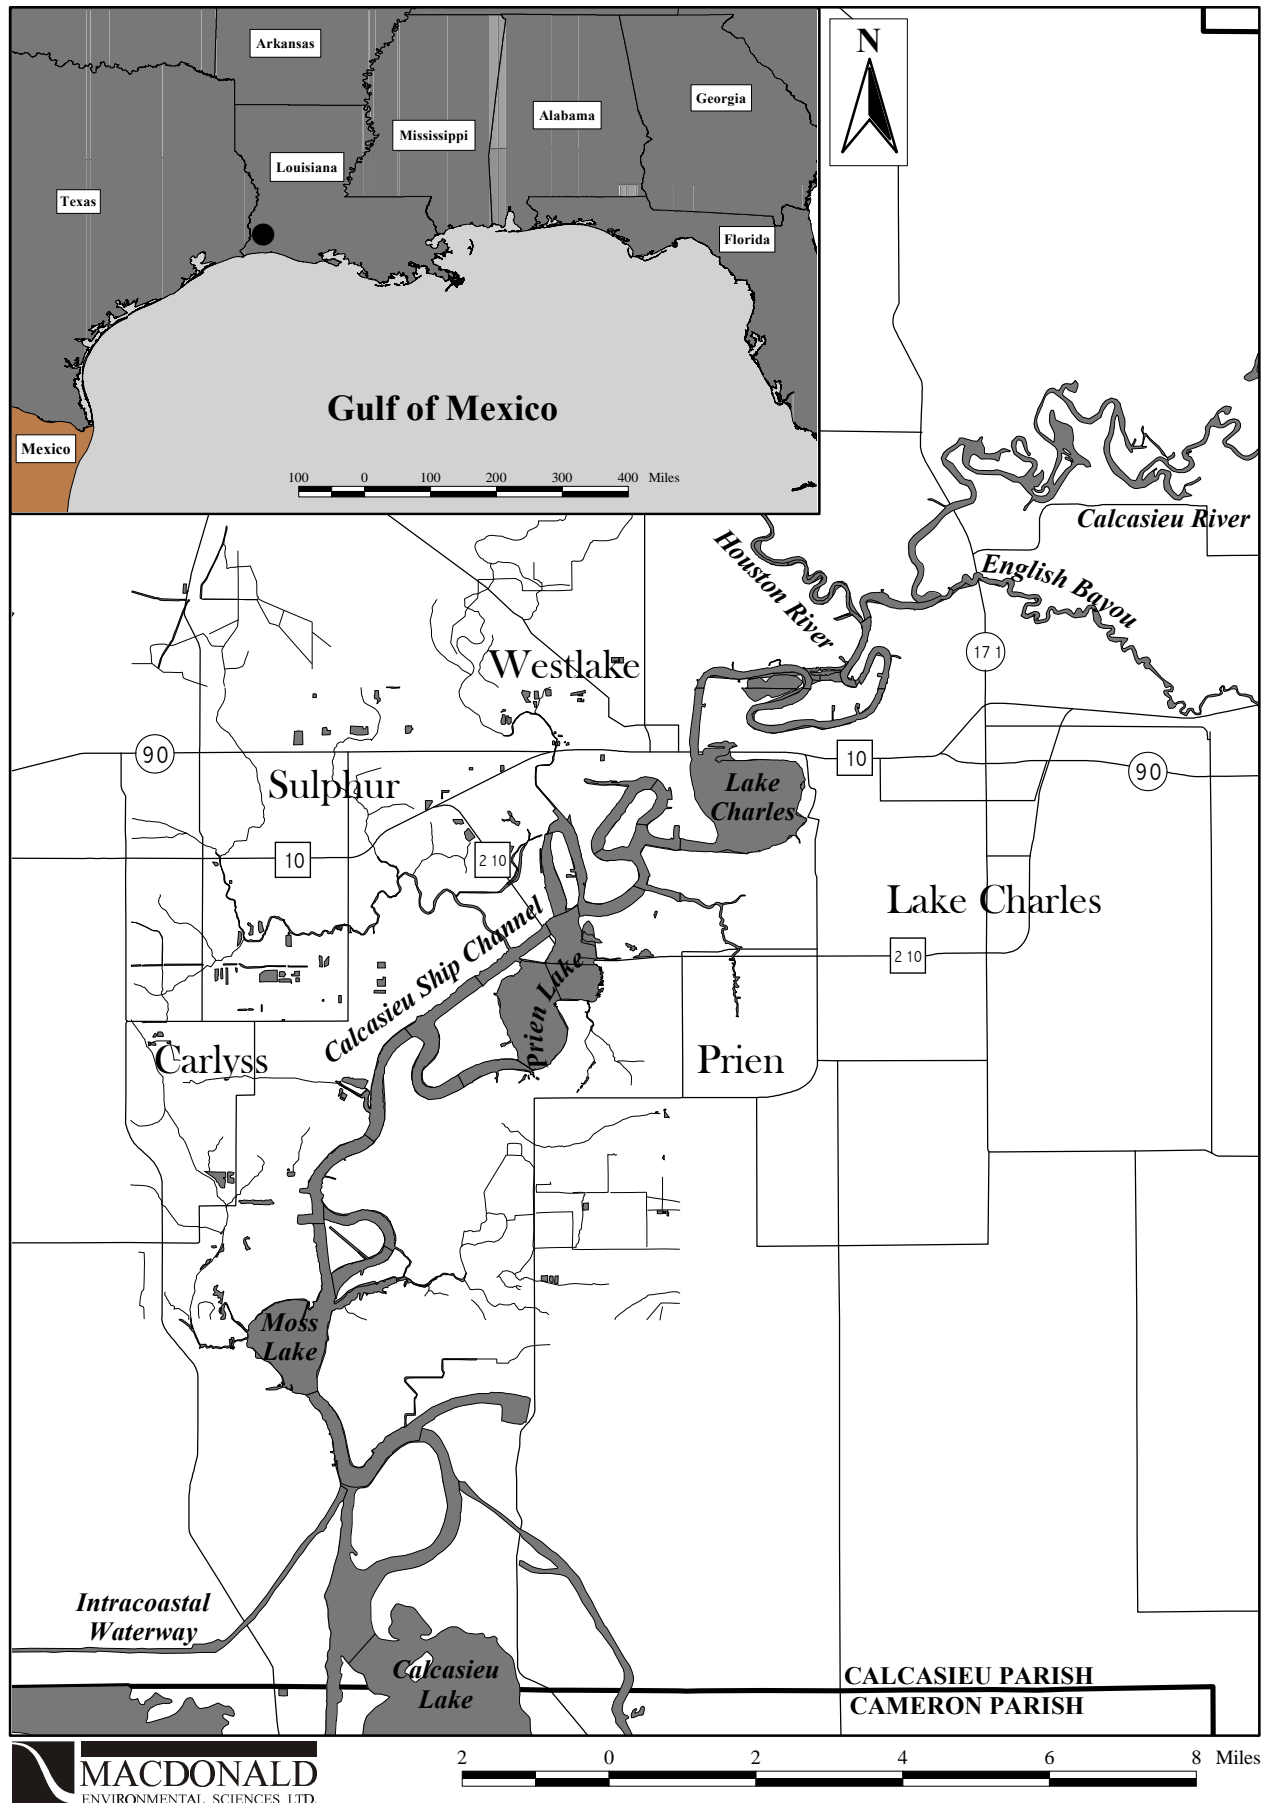 Arkansas
Georgia
Alabama
Mississippi
Louisiana
Texas
Florida
Gulf of Mexico
Mexico
100 0 100 200 300 400 Miles
N
Calcasieu River
Houston River
English Bayou
17 1
Westlake
90
10
90
Sulphur
Lake
Charles
10
2 10
Lake Charles
Calcasieu Ship Channel
2 10
Prien Lake
Carlyss
Prien
Moss
Lake
Intracoastal
Waterway
Calcasieu
Lake
CALCASIEU PARISH
CAMERON PARISH
2 0 2 4 6 8 Miles
MACDONALD
ENVIRONMENTAL SCIENCES LTD.